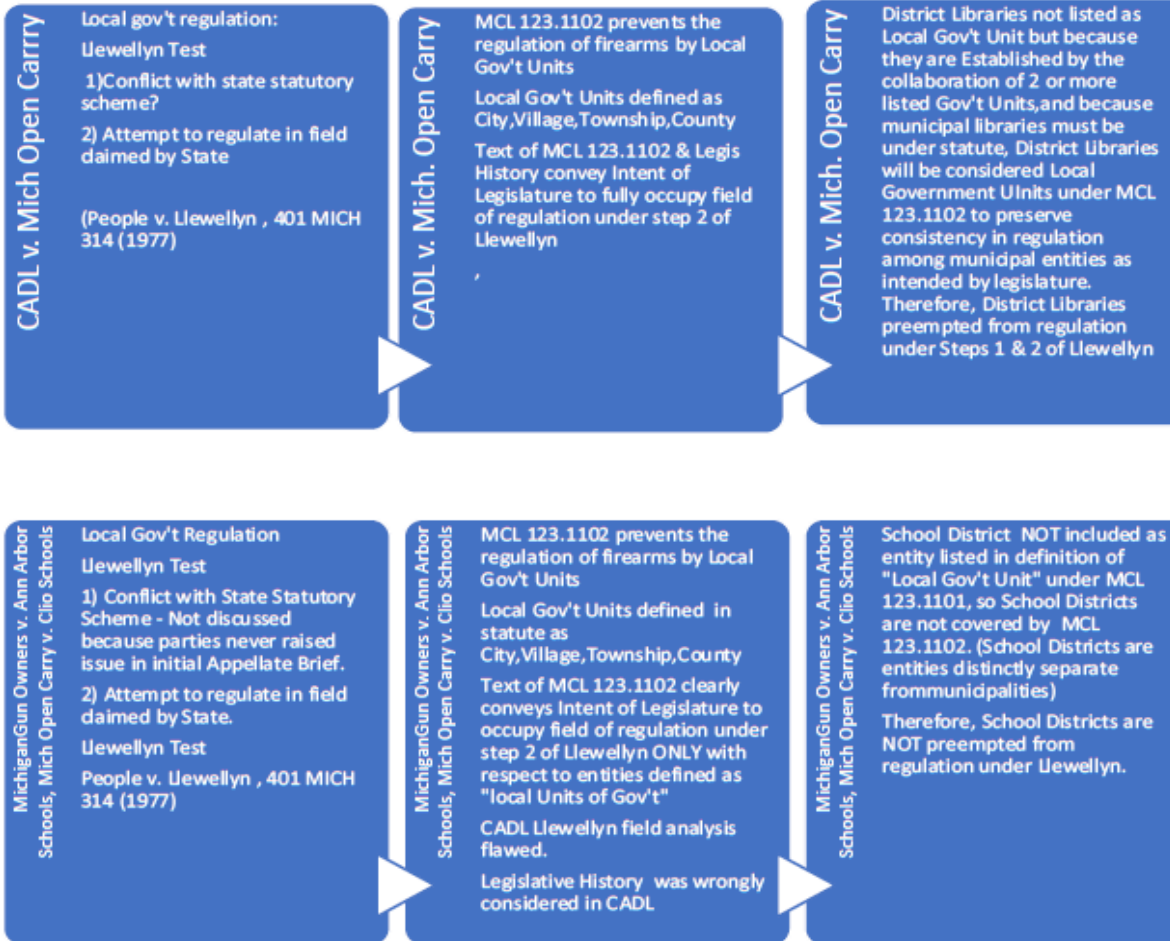 CADL v. Mich Open Carrry
Local gov't regulation:
Llewellyn Test
1)Conflict with state statutory
scheme?
2) Attempt to regulate in field
claimed by State
(People v. Llewellyn , 401 MICH
314 (1977)
CADL v. Mich. Open Carry
MCL 123.1102 prevents the
regulation of firearms by Local
Gov't Units
Local Gov't Units defined as
City,Village,Township,County
Text of MCL 123.1102 & Legis
History convey Intent of
Legislature to fully occupy field
of regulation under step 2 of
Llewellyn
,
CADL v. Mich. Open Carry
District Libraries not listed as
Local Gov't Unit but because
they are Established by the
collaboration of 2 or more
listed Gov't Units,and because
municipal libraries must be
under statute, District Libraries
will be considered Local
Government UInits under MCL
123.1102 to preserve
consistency in regulation
among municipal entities as
intended by legislature.
Therefore, District Libraries
preempted from regulation
under Steps 1 & 2 of Llewellyn
MichiganGun Owners v. Ann Arbor
Schools, Mich Open Carry v. Clio Schools
Local Gov't Regulation
Llewellyn Test
1) Conflict with State Statutory
Scheme - Not discussed
because parties never raised
issue in initial Appellate Brief.
2) Attempt to regulate in field
claimed by State.
Llewellyn Test
People v. Llewellyn , 401 MICH
314 (1977)
MichiganGun Owners v. Ann Arbor
Schools, Mich Open Carry v. Clio Schools
MCL 123.1102 prevents the
regulation of firearms by Local
Gov't Units
Local Gov't Units defined in
statute as
City,Village,Township,County
Text of MCL 123.1102 clearly
conveys Intent of Legislature to
occupy field of regulation under
step 2 of Llewellyn ONLY with
respect to entities defined as
"local Units of Gov't"
CADL Llewellyn field analysis
flawed.
Legislative History was wrongly
considered in CADL
MichiganGun Owners v. Ann Arbor
Schools, Mich Open Carry v. Clio Schools
School District NOT included as
entity listed in definition of
"Local Gov't Unit" under MCL
123.1101, so School Districts
are not covered by MCL
123.1102. (School Districts are
entities distinctly separate
frommunicipalities)
Therefore, School Districts are
NOT preempted from
regulation under Llewellyn.